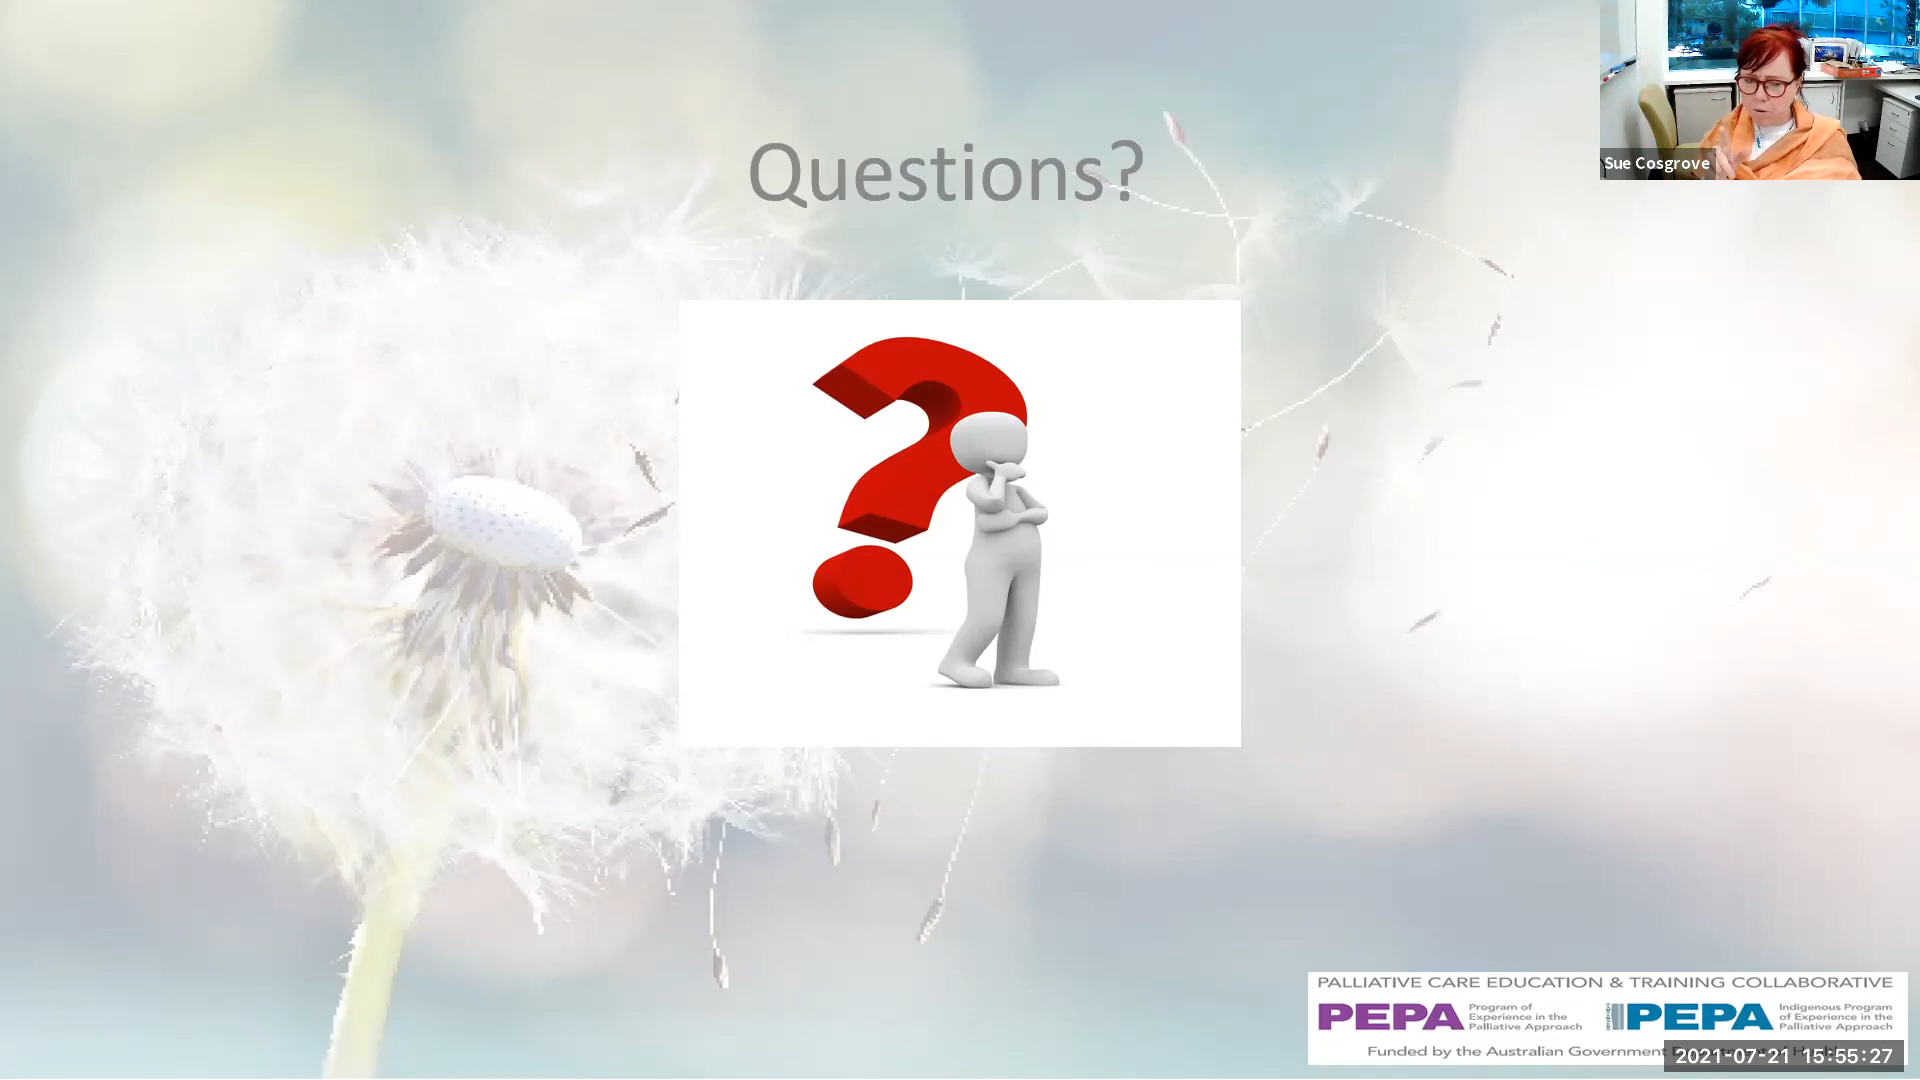 Questions?
Sue Cosgrove
PALLIATIVE CARE EDUCATION & TRAINING COLLABORATIVE
PEPA
Program of
Experience in the
Palliative Approach
IPEPA
Indigenous Program
of Experience in the
Palliative Approach
Funded by the Australian Government
2021-07-21 15:55:27